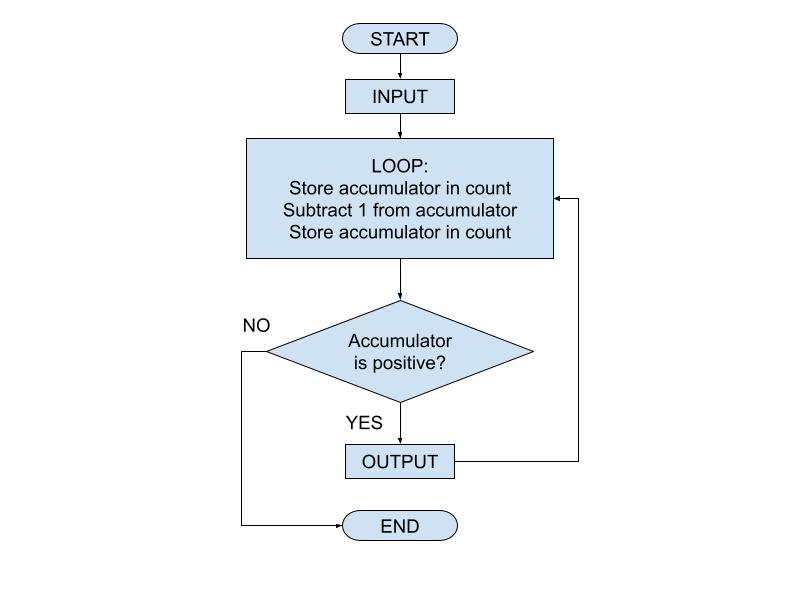 START
INPUT
LOOP:
Store accumulator in count
Subtract 1 from accumulator
Store accumulator in count
NO
Accumulator
is positive?
YES
OUTPUT
END